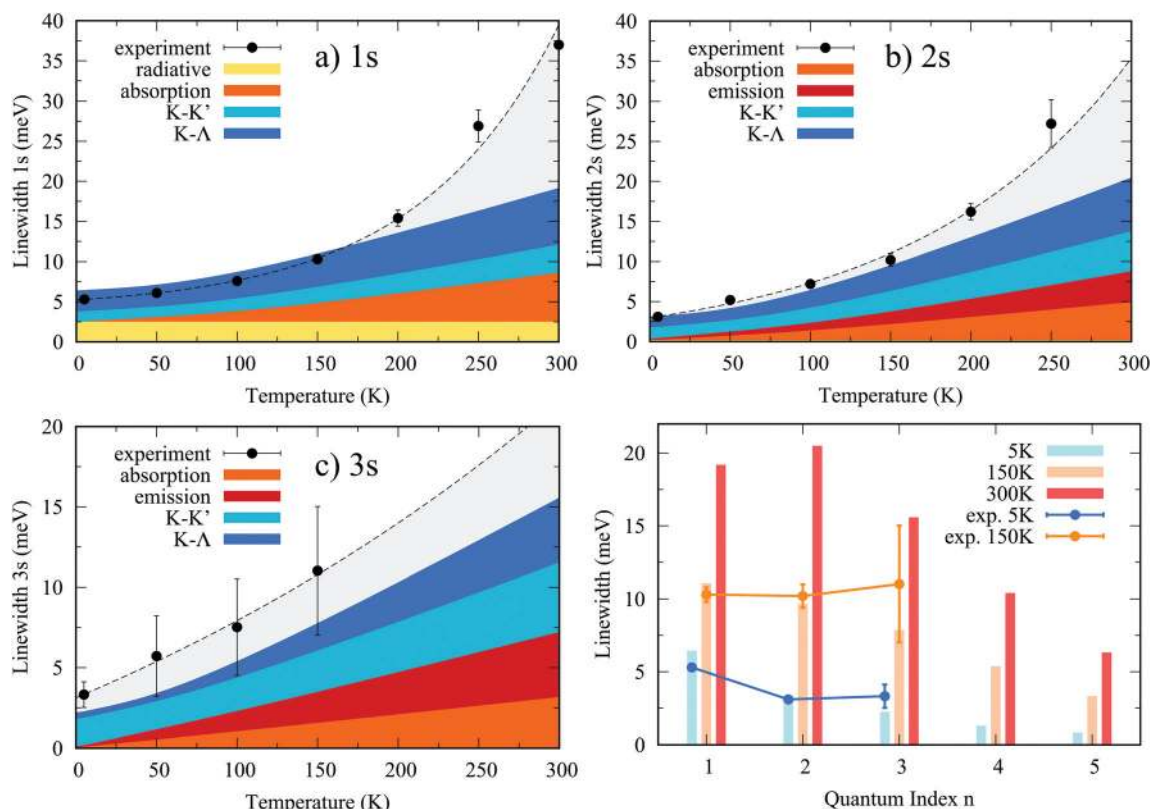 40
35
30
25
20
15
10
5
0
Linewidth 1s (meV)
experiment
radiative
absorption
K-K’
K-Λ
a) 1s
0 50 100 150 200 250 300
Temperature (K)
40
35
30
25
20
15
10
5
0
Linewidth 2s (meV)
experiment
absorption
emission
K-K’
K-Λ
b) 2s
0 50 100 150 200 250 300
Temperature (K)
20
15
10
5
0
Linewidth 3s (meV)
experiment
absorption
emission
K-K’
K-Λ
c) 3s
0 50 100 150 200 250 300
Temperature (K)
20
15
10
5
0
Linewidth (meV)
5K
150K
300K
exp. 5K
exp. 150K
1 2 3 4 5
Quantum Index n